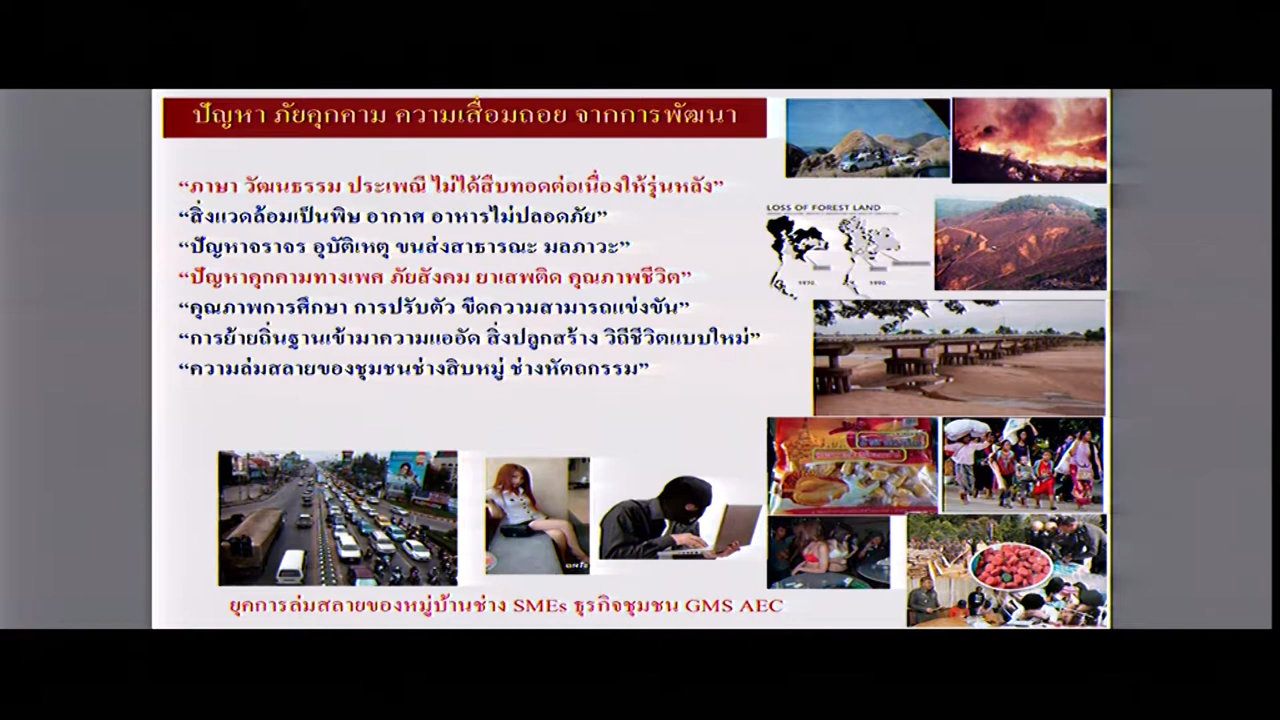 ปัญหา ภัยคุกคาม ความเสื่อมถอย จากการพัฒนา
“ภาษา วัฒนธรรม ประเพณี ไม่ได้สืบทอดต่อเนื่องให้รุ่นหลัง”
“สิ่งแวดล้อมเป็นพิษ อากาศ อาหารไม่ปลอดภัย”
“ปัญหาจราจร อุบัติเหตุ ขนส่งสาธารณะ มลภาวะ”
“ปัญหาคุกคามทางเพศ ภัยสังคม ยาเสพติด คุณภาพชีวิต”
“คุณภาพการศึกษา การปรับตัว ขีดความสามารถแข่งขัน”
“การย้ายถิ่นฐานเข้ามาความแออัด สิ่งปลูกสร้าง วิถีชีวิตแบบใหม่”
“ความล่มสลายของชุมชนช่างสิบหมู่ ช่างหัตถกรรม”
LOSS OF FOREST LAND
1970 1990
ยุคการล่มสลายของหมู่บ้านช่าง SMEs ธุรกิจชุมชน GMS AEC